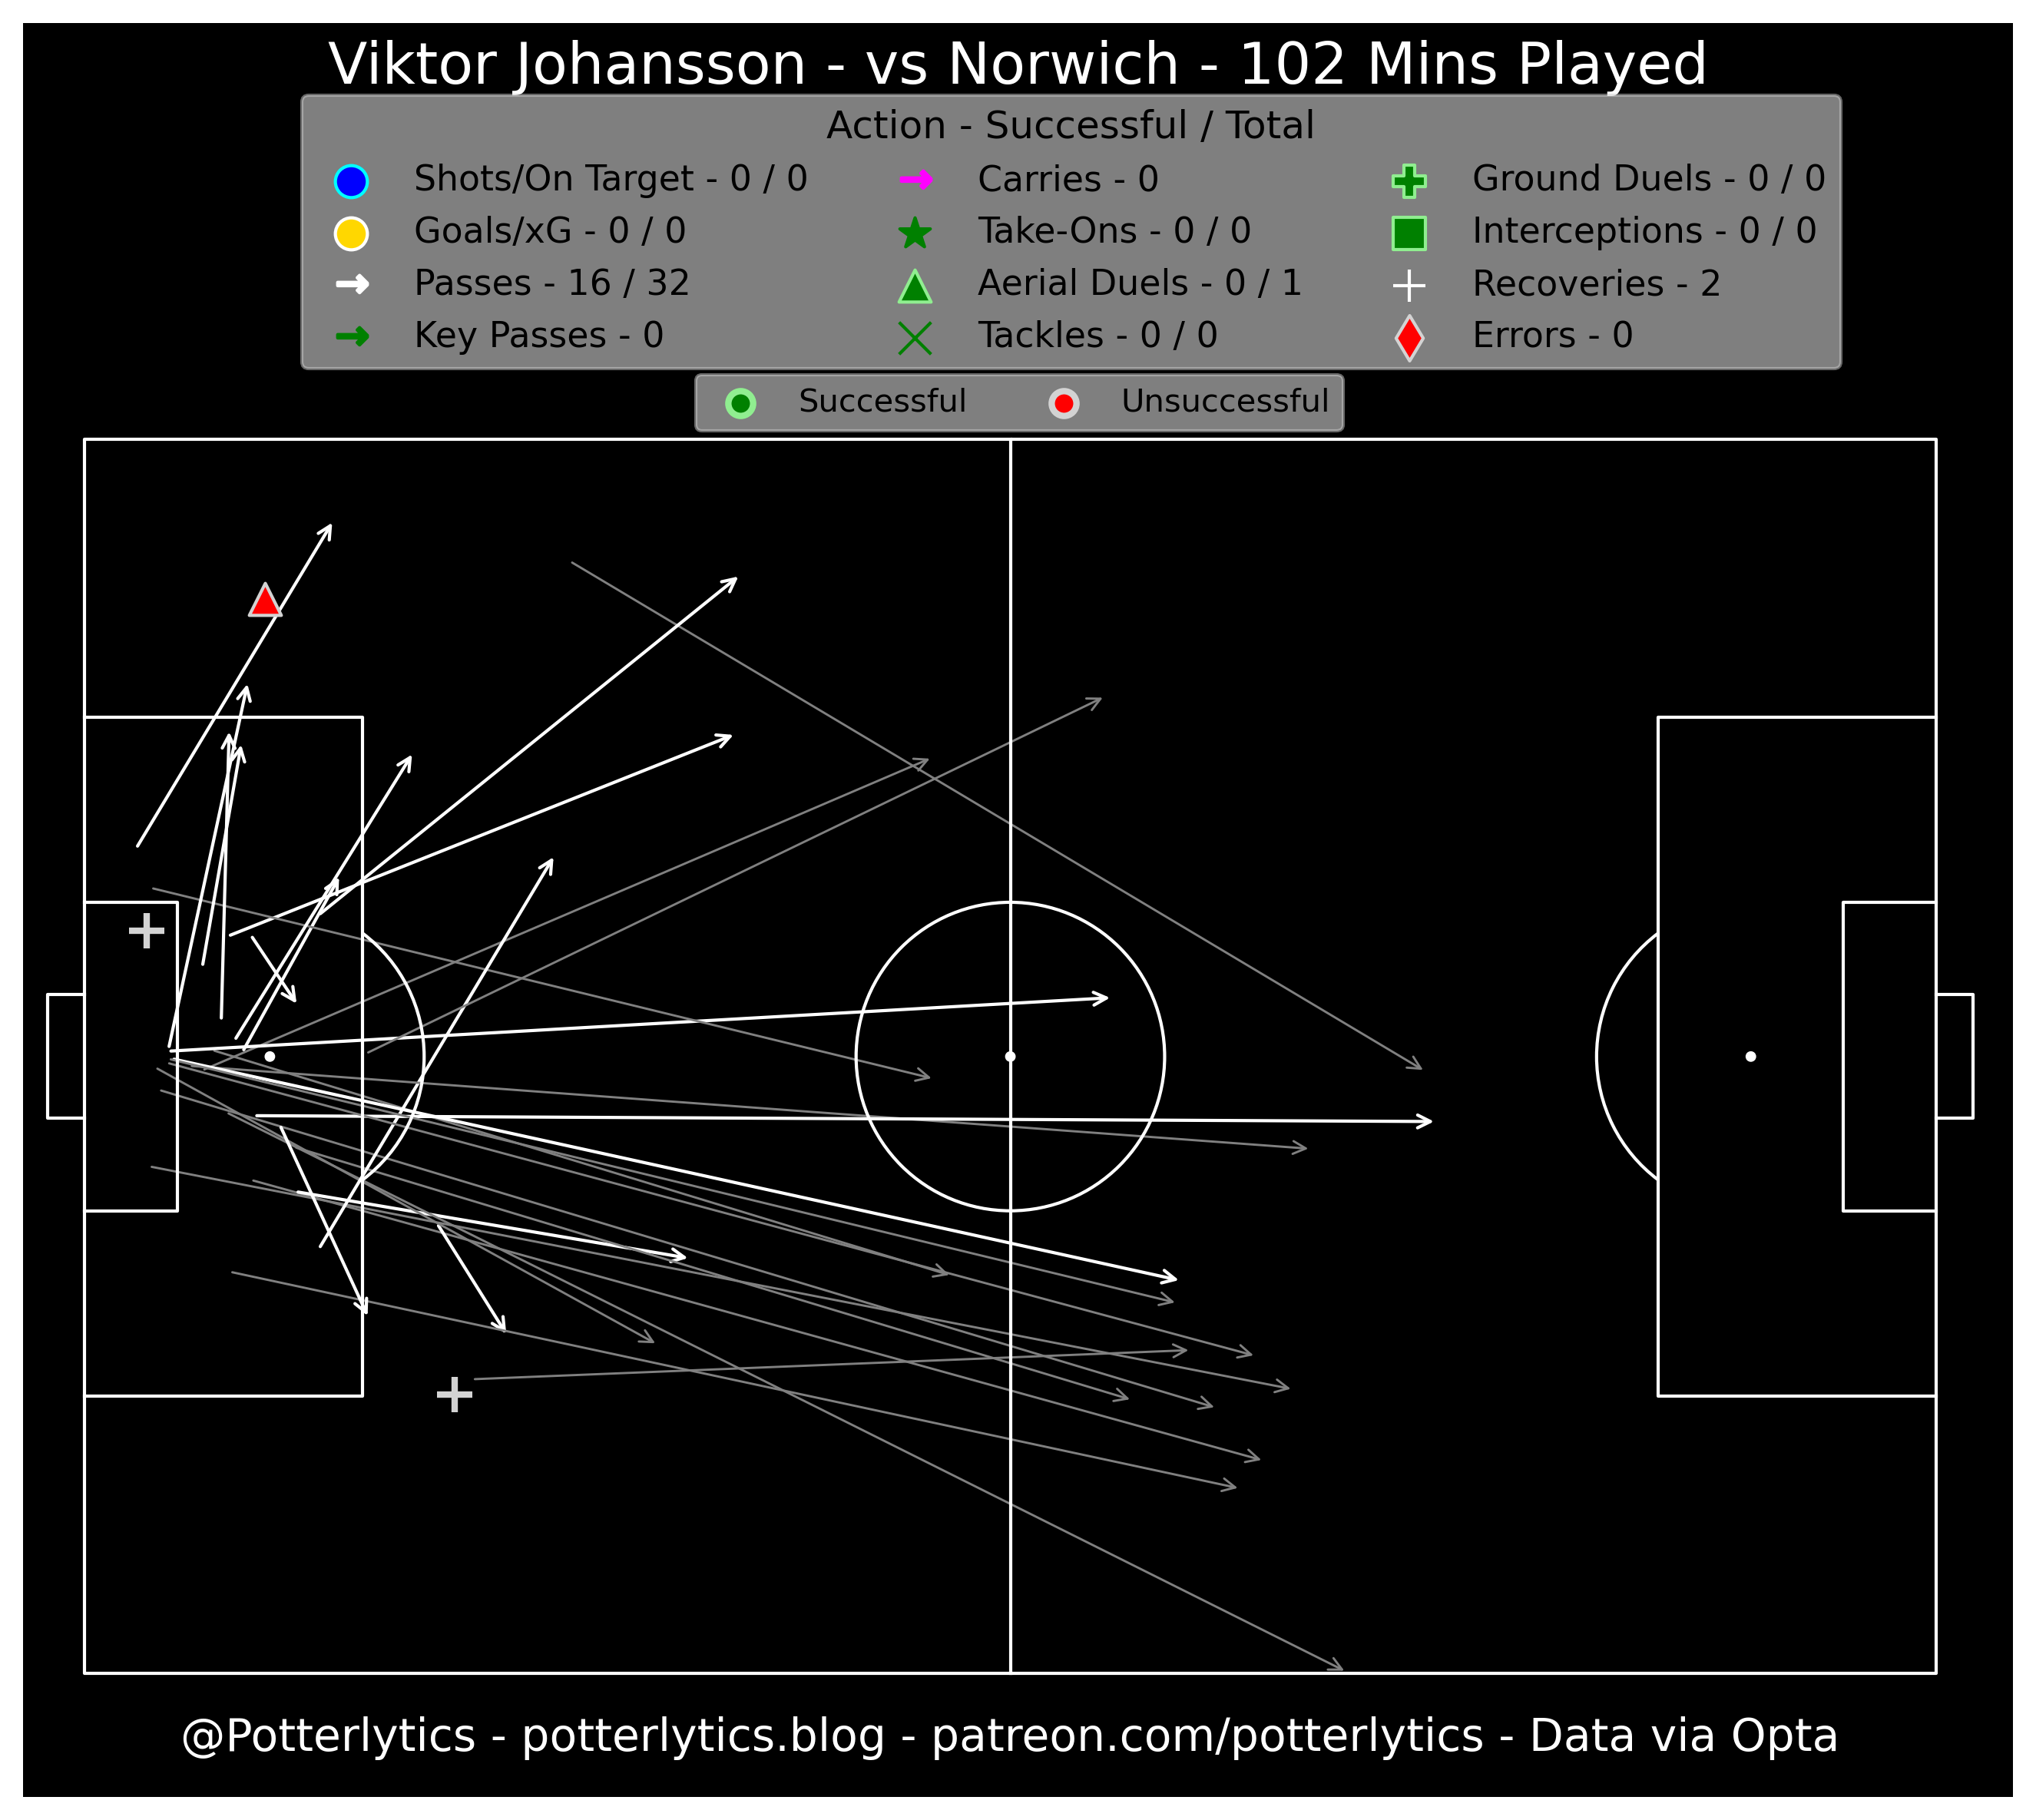 Viktor Johansson - vs Norwich - 102 Mins Played
Action - Successful / Total
Shots/On Target - 0 / 0
Goals/xG - 0 / 0
Passes - 16 / 32
Key Passes - 0
Carries - 0
Take-Ons - 0 / 0
Aerial Duels - 0 / 1
Tackles - 0 / 0
Ground Duels - 0 / 0
Interceptions - 0 / 0
Recoveries - 2
Errors - 0
Successful
Unsuccessful
@Potterlytics - potterlytics.blog - patreon.com/potterlytics - Data via Opta